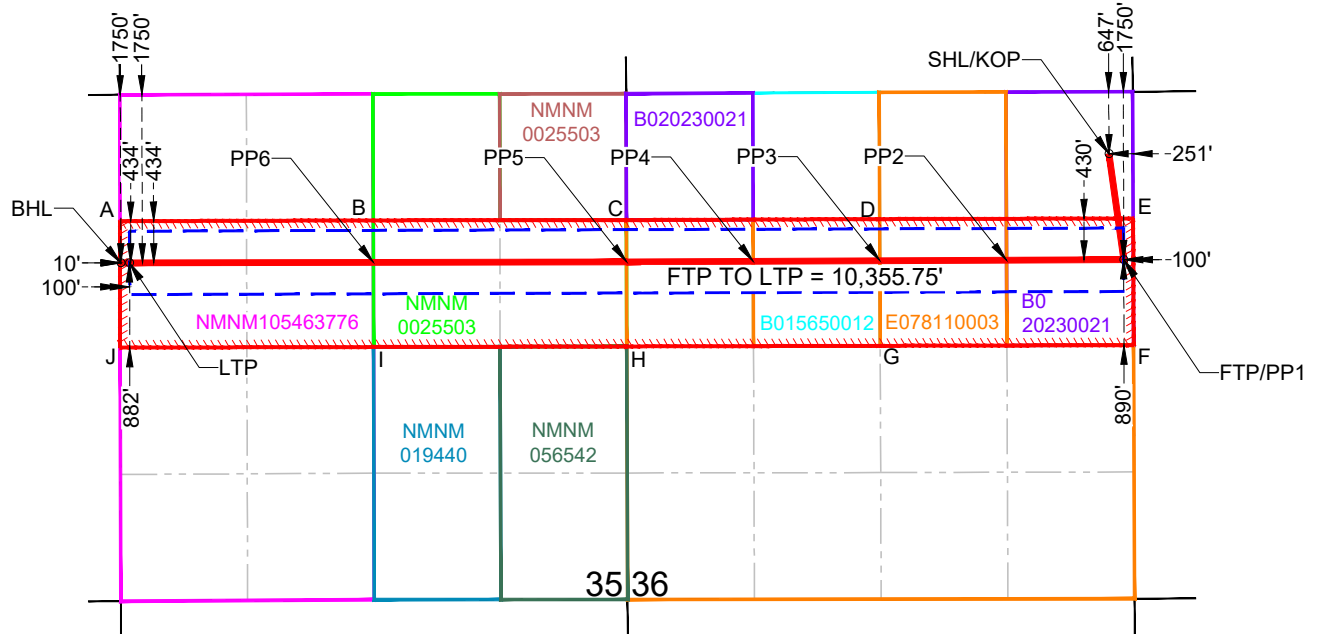 1750'
1750'
647'
1750'
SHL/KOP
NMNM
0025503
B020230021
434'
434'
PP6
PP5
PP4
PP3
PP2
430'
251'
A
B
C
D
E
BHL
10'
100'
FTP TO LTP = 10,355.75'
100'
NMNM105463776
NMNM
0025503
B015650012
E078110003
B0
20230021
J
LTP
I
H
G
F
FTP/PP1
882'
890'
NMNM
019440
NMNM
056542
35
36